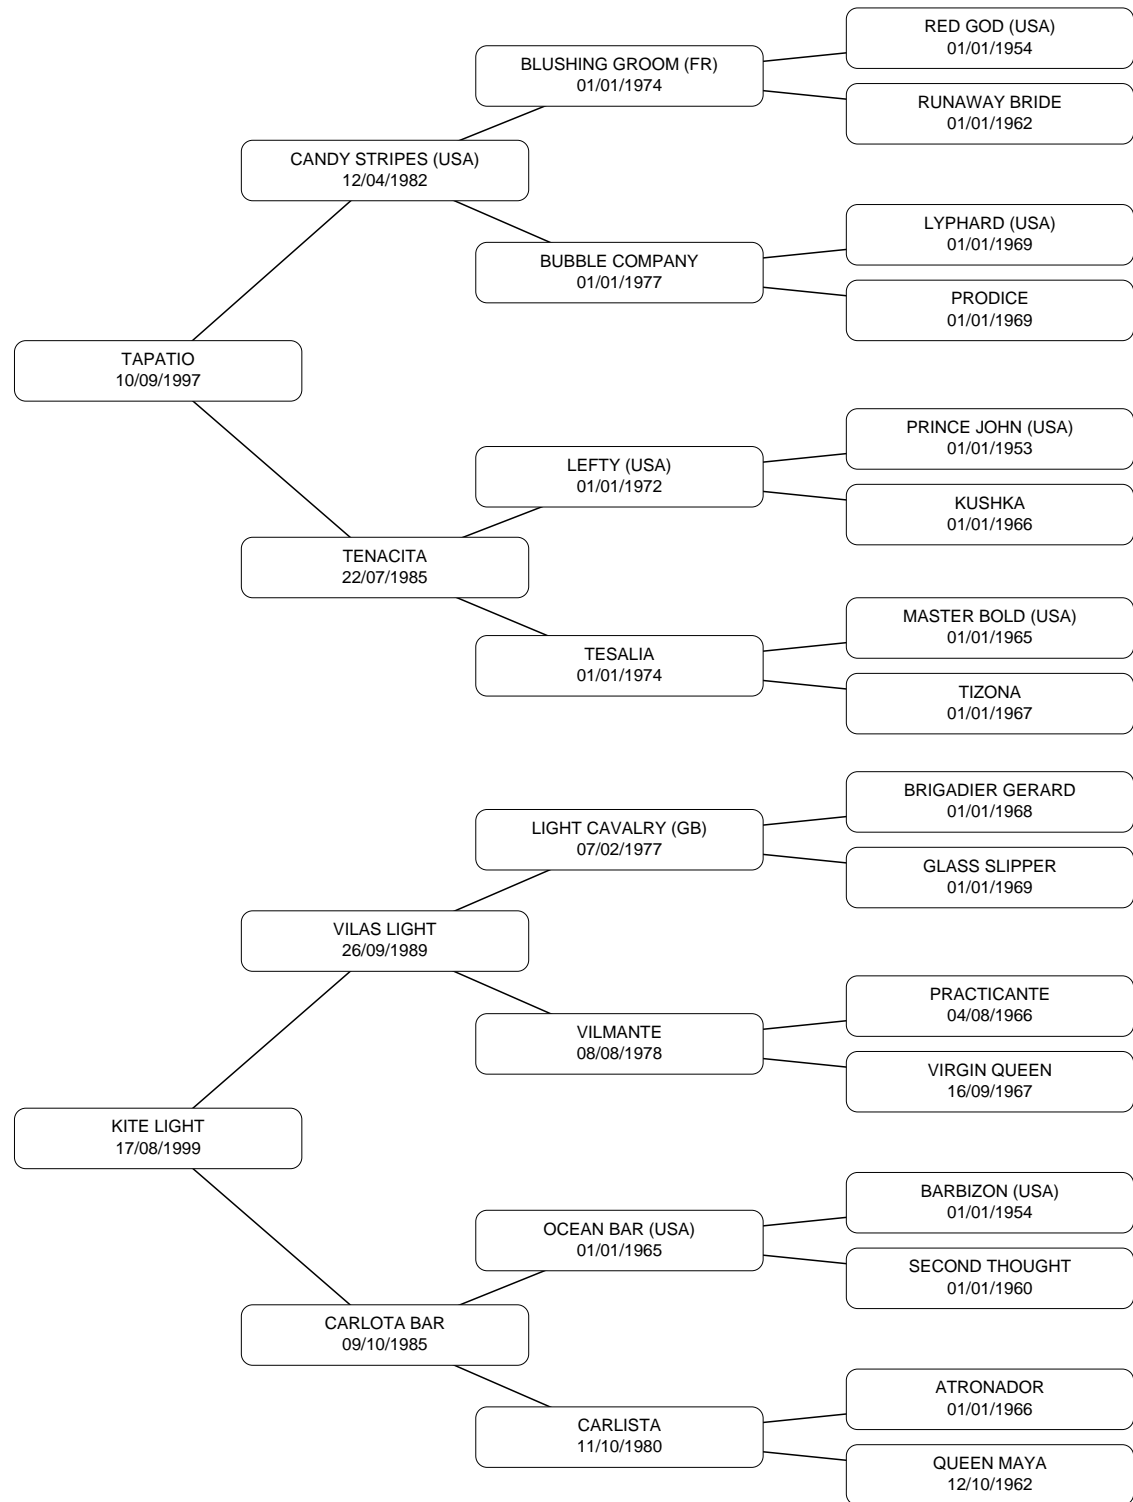 RED GOD (USA)
01/01/1954
BLUSHING GROOM (FR)
01/01/1974
RUNAWAY BRIDE
01/01/1962
CANDY STRIPES (USA)
12/04/1982
LYPHARD (USA)
01/01/1969
BUBBLE COMPANY
01/01/1977
PRODICE
01/01/1969
TAPATIO
10/09/1997
PRINCE JOHN (USA)
01/01/1953
LEFTY (USA)
01/01/1972
KUSHKA
01/01/1966
TENACITA
22/07/1985
MASTER BOLD (USA)
01/01/1965
TESALIA
01/01/1974
TIZONA
01/01/1967
BRIGADIER GERARD
01/01/1968
LIGHT CAVALRY (GB)
07/02/1977
GLASS SLIPPER
01/01/1969
VILAS LIGHT
26/09/1989
PRACTICANTE
04/08/1966
VILMANTE
08/08/1978
VIRGIN QUEEN
16/09/1967
KITE LIGHT
17/08/1999
BARBIZON (USA)
01/01/1954
OCEAN BAR (USA)
01/01/1965
SECOND THOUGHT
01/01/1960
CARLOTA BAR
09/10/1985
ATRONADOR
01/01/1966
CARLISTA
11/10/1980
QUEEN MAYA
12/10/1962